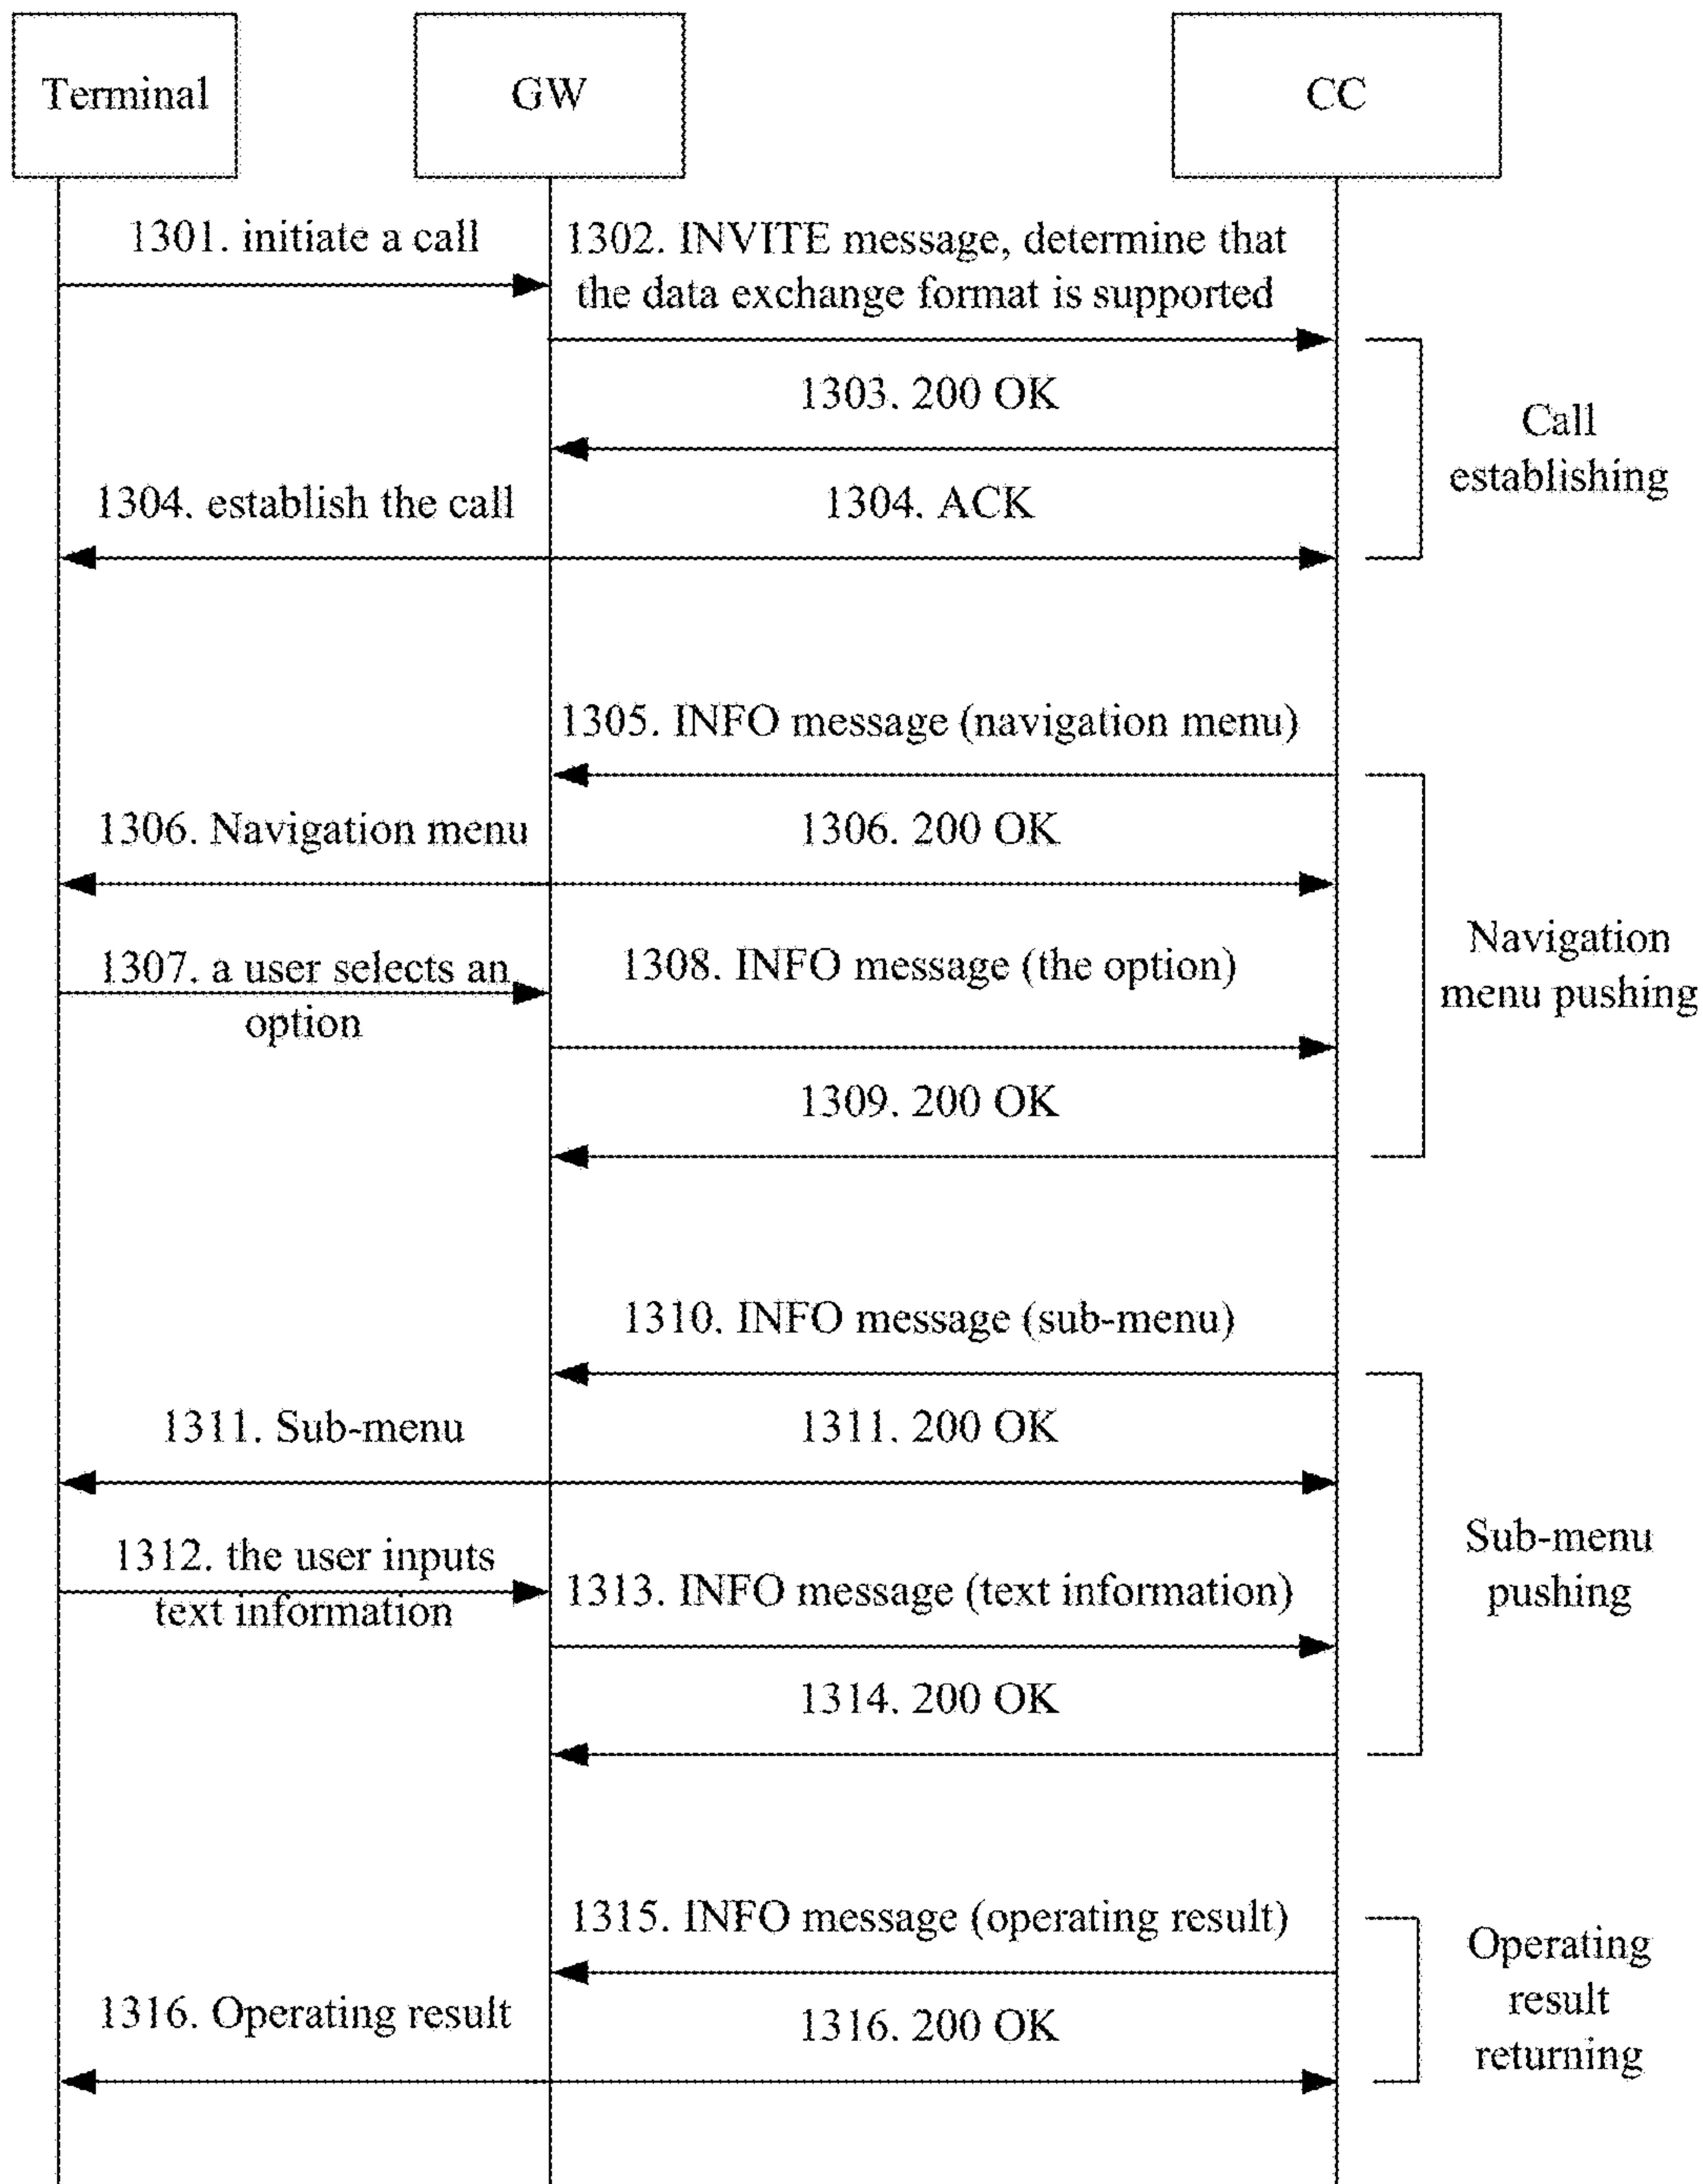 Terminal
GW
CC
1301. initiate a call
1302. INVITE message, determine that
the data exchange format is supported
1303. 200 OK
Call
establishing
1304. establish the call
1304. ACK
1305. INFO message (navigation menu)
1306. Navigation menu
1306. 200 OK
Navigation
menu pushing
1307. a user selects an
option
1308. INFO message (the option)
1309. 200 OK
1310. INFO message (sub-menu)
1311. Sub-menu
1311. 200 OK
Sub-menu
pushing
1312. the user inputs
text information
1313. INFO message (text information)
1314. 200 OK
1315. INFO message (operating result)
Operating
result
returning
1316. Operating result
1316. 200 OK